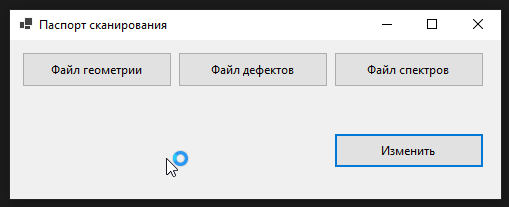 Паспорт сканирования
Файл геометрии Файл дефектов Файл спектров
Изменить